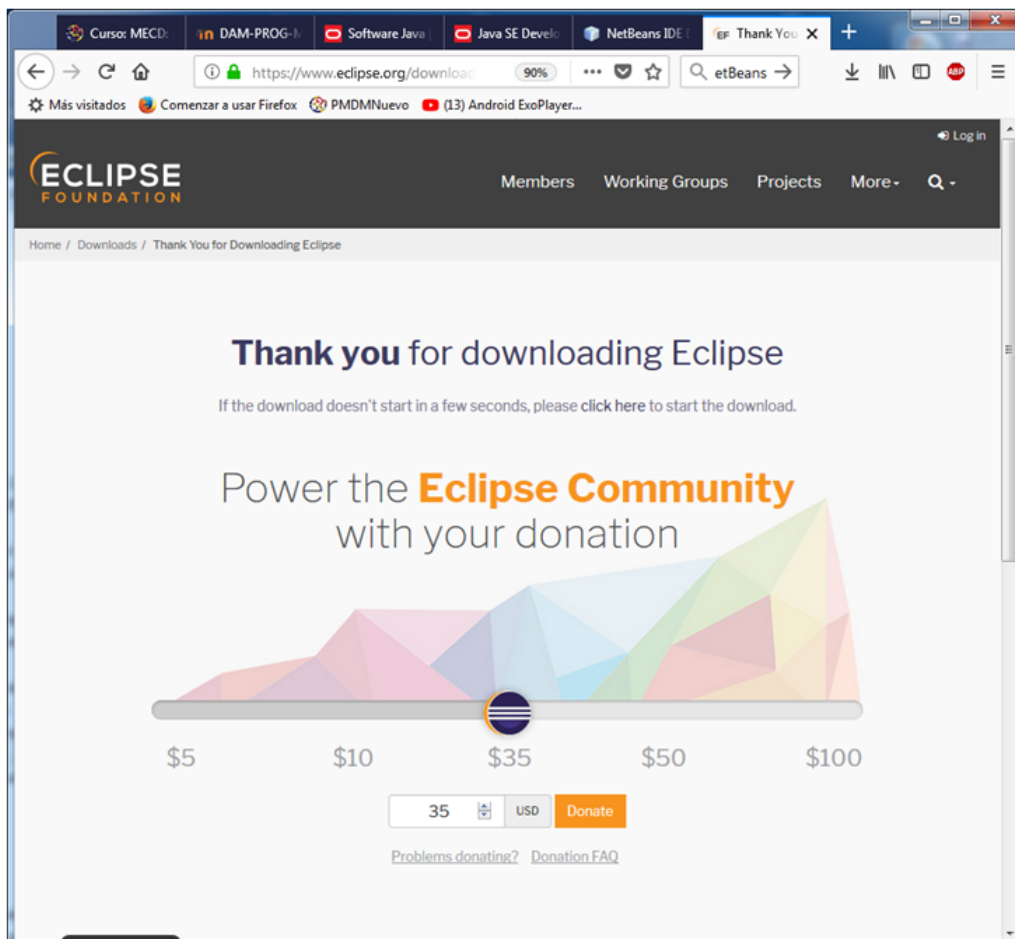 Curso: MECD:
DAM-PROG-N
Software Java |
Java SE Develo
NetBeans IDE
EF
Thank You
https://www.eclipse.org/download
90%
etBeans
ABP
Más visitados
Comenzar a usar Firefox
PMDMNuevo
(13) Android ExoPlayer...
Log in
ECLIPSE
FOUNDATION
Members
Working Groups
Projects
More
Home / Downloads / Thank You for Downloading Eclipse
Thank you for downloading Eclipse
If the download doesn't start in a few seconds, please click here to start the download.
Power the Eclipse Community
with your donation
$5
$10
$35
$50
$100
35
USD
Donate
Problems donating?
Donation FAQ